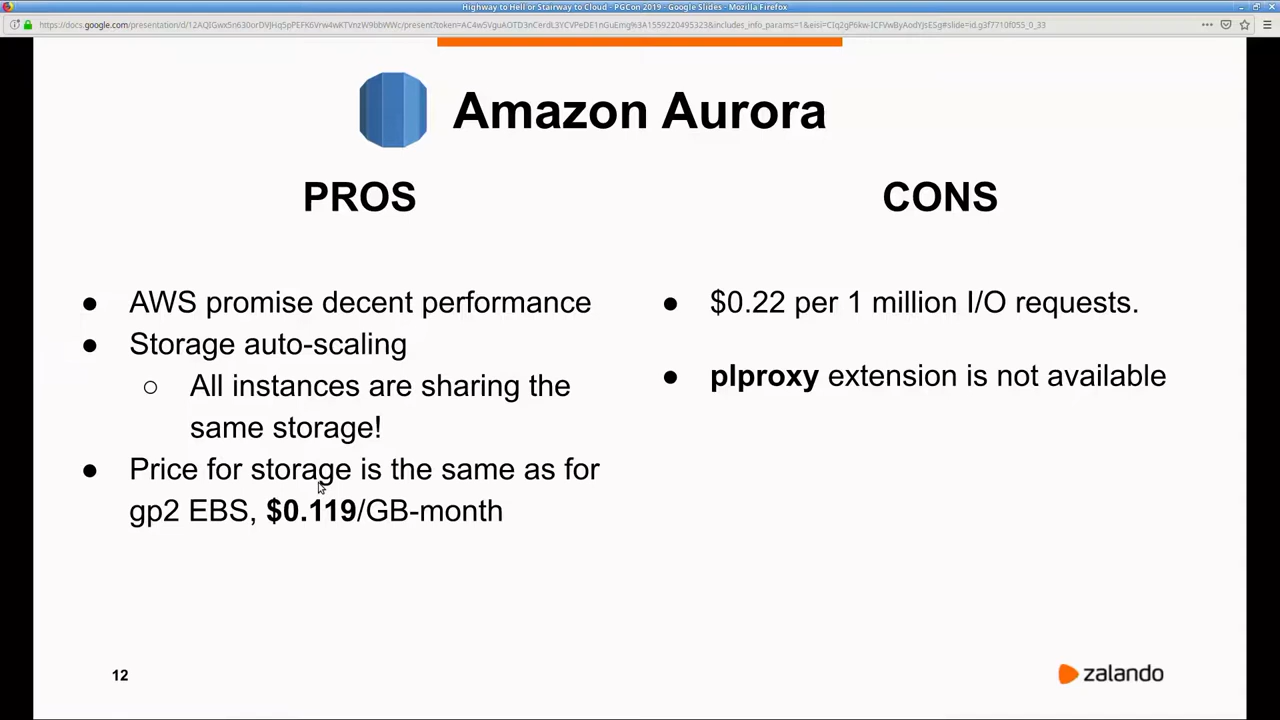 Highway to Hell or Stairway to Cloud - PGCon 2019 - Google Slides - Mozilla Firefox
Amazon Aurora
PROS
● AWS promise decent performance
● Storage auto-scaling
○ All instances are sharing the
same storage!
● Price for storage is the same as for
gp2 EBS, $0.119/GB-month
CONS
● $0.22 per 1 million I/O requests.
● plproxy extension is not available
12
zalando